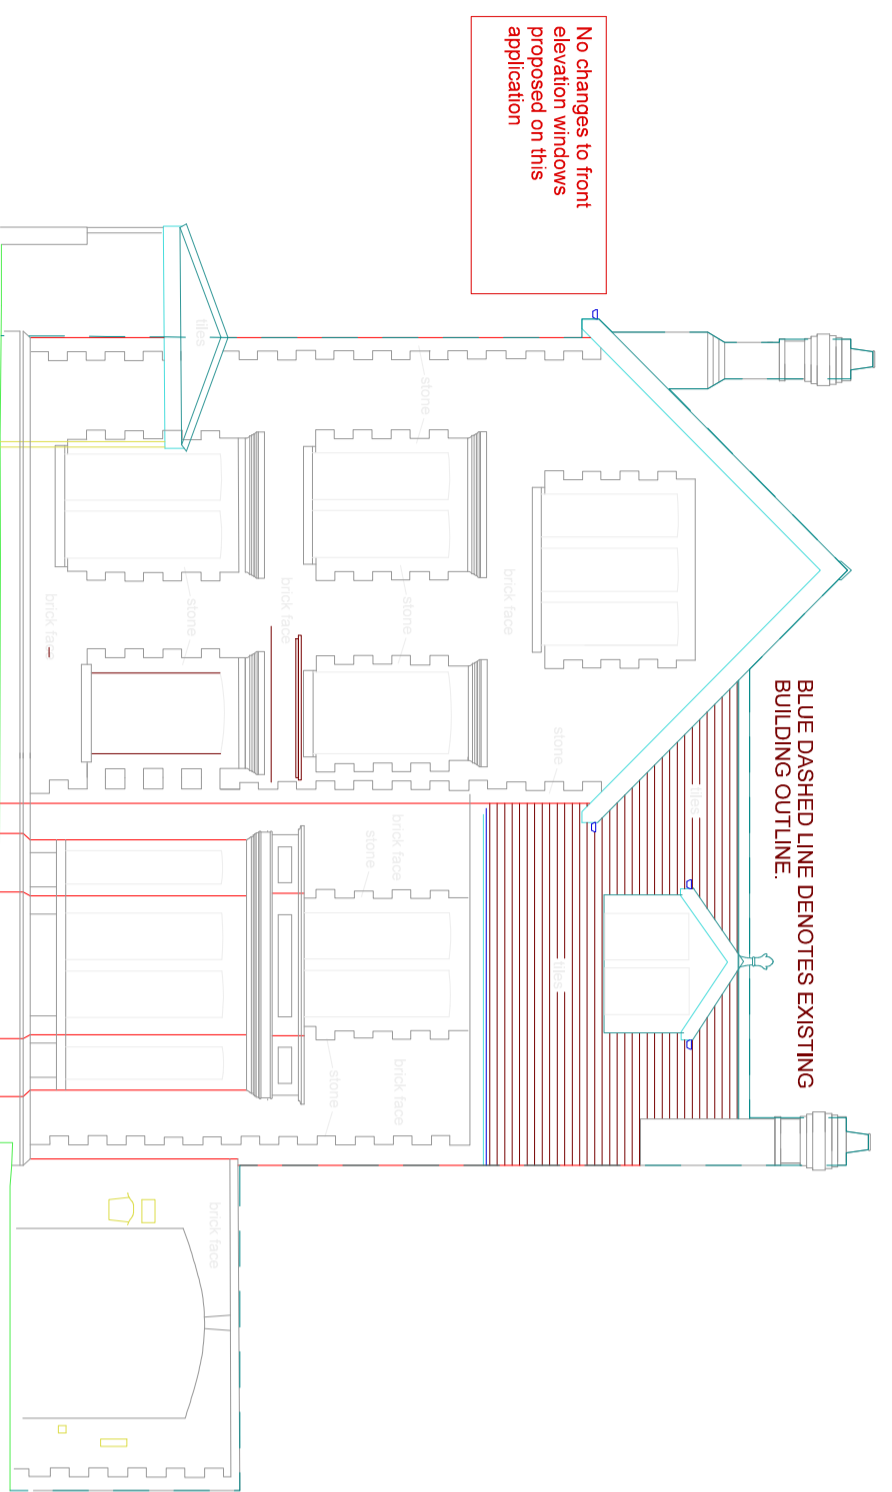 No changes to front
elevation windows
proposed on this
application
BLUE DASHED LINE DENOTES EXISTING
BUILDING OUTLINE.
tiles
tiles
stone
brick face
stone
stone
brick face
stone
brick face
tiles
brick face
stone
brick face
stone
brick face